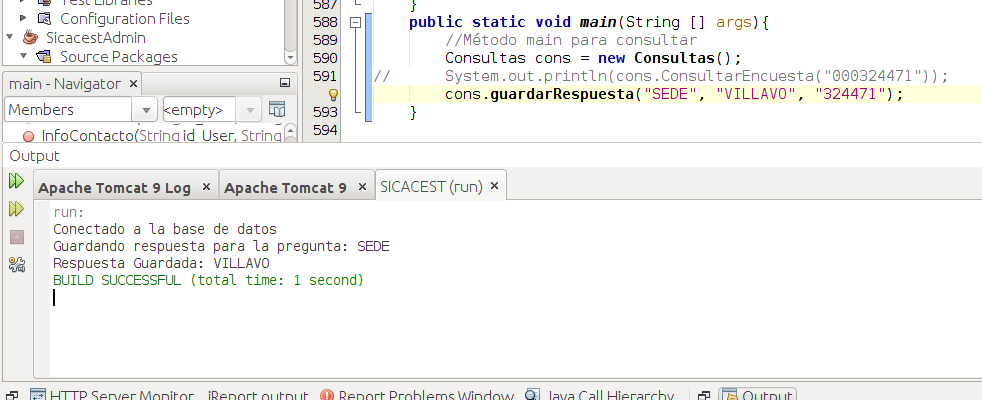 Test Libraries
Configuration Files
SicacestAdmin
Source Packages
main - Navigator
Members
<empty>
InfoContacto(String id_User, String
587 }
588 public static void main(String [] args){
589 //Método main para consultar
590 Consultas cons = new Consultas();
591 // System.out.println(cons.ConsultarEncuesta("000324471"));
cons.guardarRespuesta("SEDE", "VILLAVO", "324471");
593 }
594
Output
Apache Tomcat 9 Log
Apache Tomcat 9
SICACEST (run)
run:
Conectado a la base de datos
Guardando respuesta para la pregunta: SEDE
Respuesta Guardada: VILLAVO
BUILD SUCCESSFUL (total time: 1 second)
HTTP Server Monitor
iReport output
Report Problems Window
Java Call Hierarchy
Output